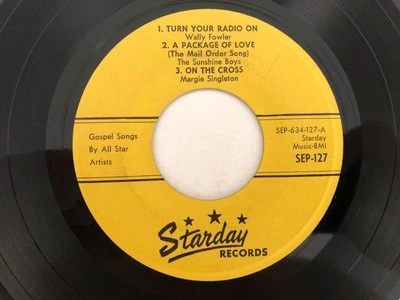 1. TURN YOUR RADIO ON
Wally Fowler
2. A PACKAGE OF LOVE
(The Mail Order Song)
The Sunshine Boys
3. ON THE CROSS
Margie Singleton
Gospel Songs
By All Star
Artists
SEP-634-127-A
Starday
Music-BMI
SEP-127
Starday
RECORDS